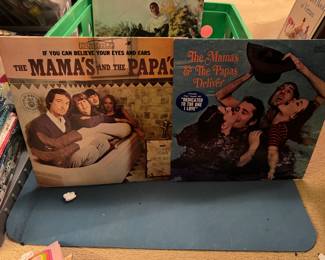 IF YOU CAN BELIEVE YOUR EYES AND EARS
THE MAMA'S AND THE PAPA'S
The Mamas
& The Papas
Deliver
"DEDICATED
TO THE ONE
I LOVE"